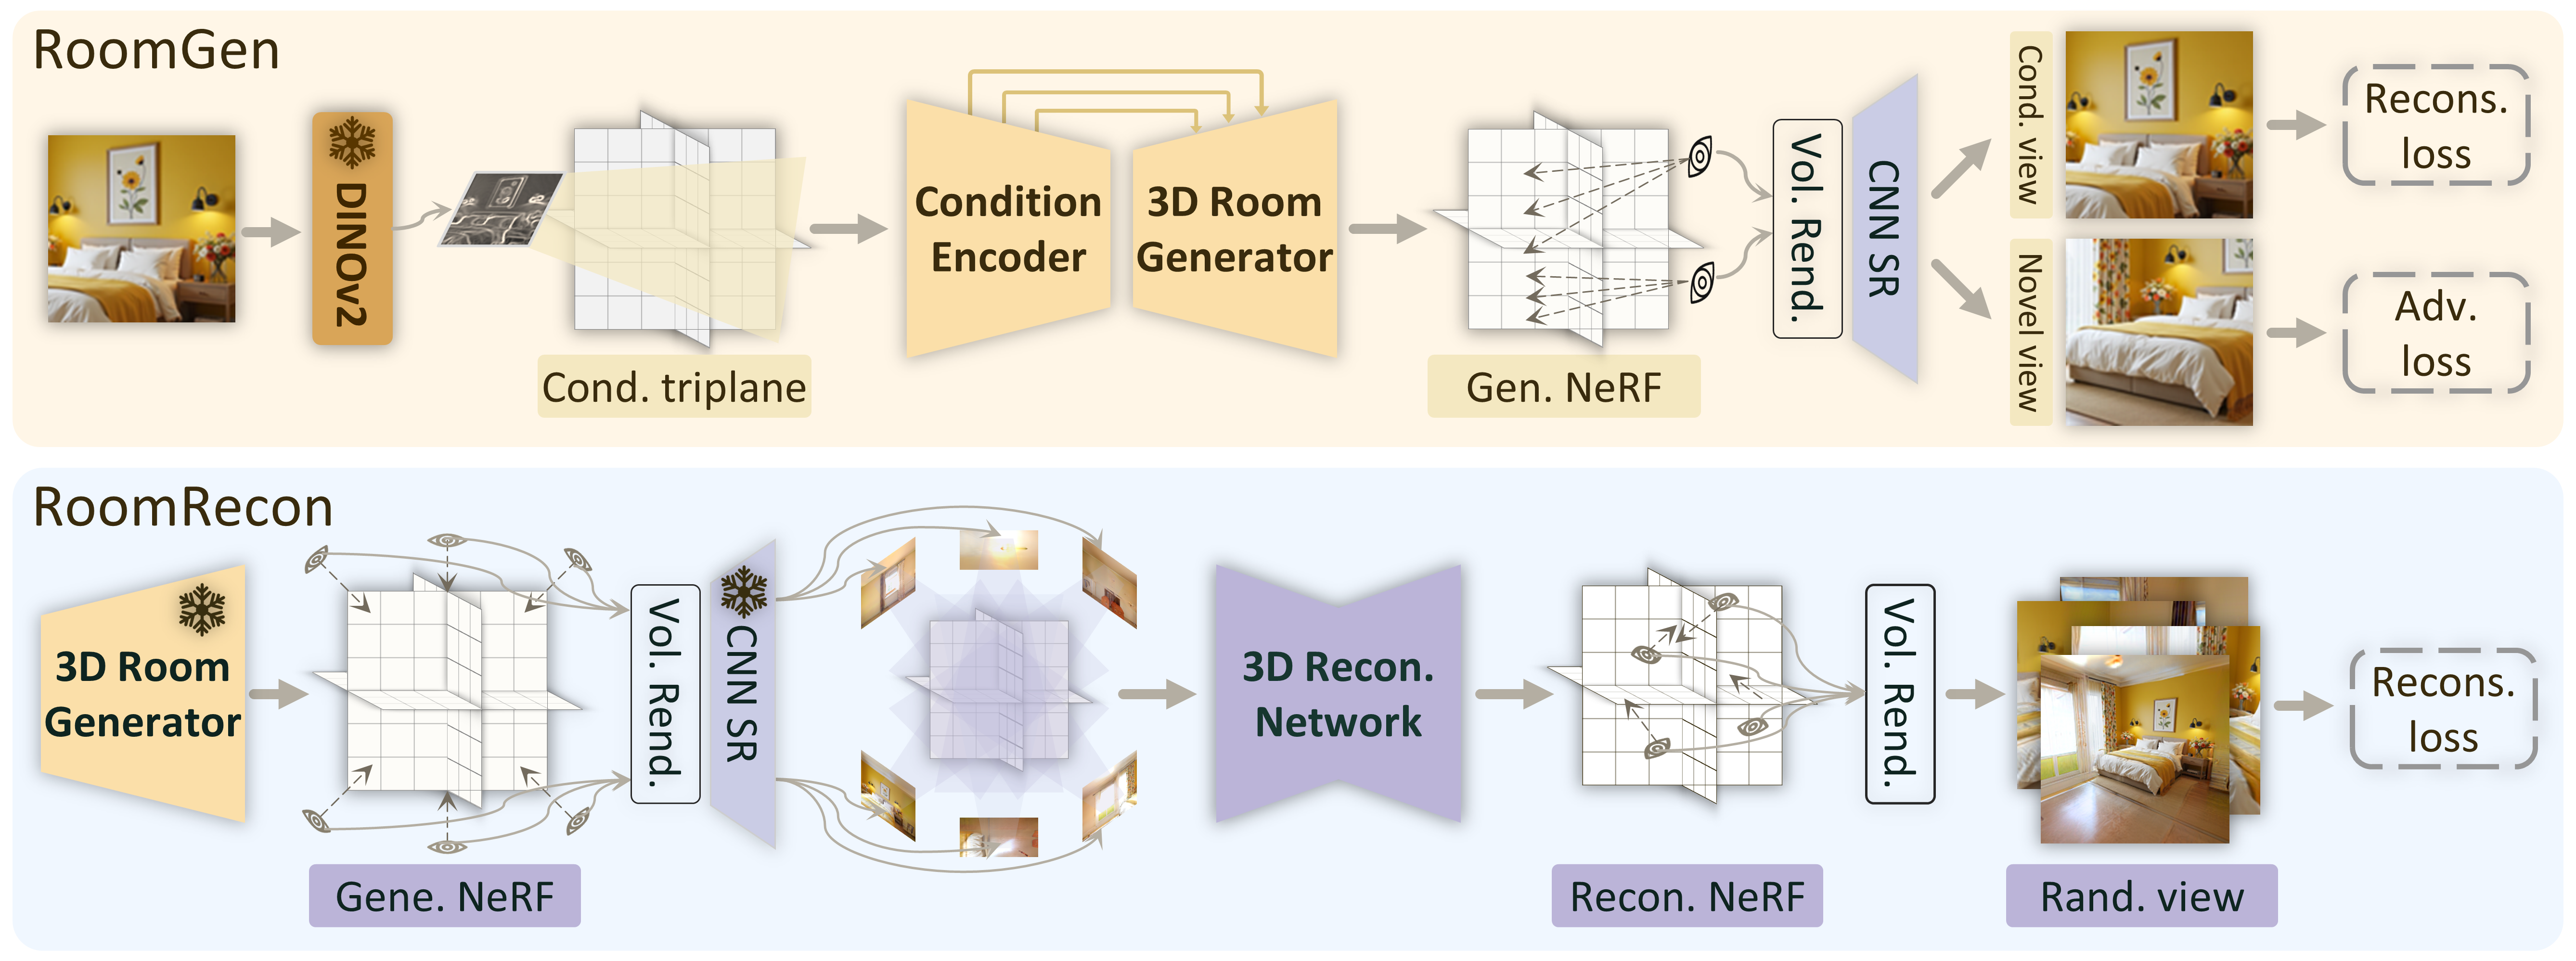 RoomGen
DINOv2
Cond. triplane
Condition
Encoder
3D Room
Generator
Gen. NeRF
Vol. Rend.
CNN SR
Cond. view
Novel view
Recons.
loss
Adv.
loss
RoomRecon
3D Room
Generator
Gene. NeRF
Vol. Rend.
CNN SR
3D Recon.
Network
Recon. NeRF
Vol. Rend.
Rand. view
Recons.
loss